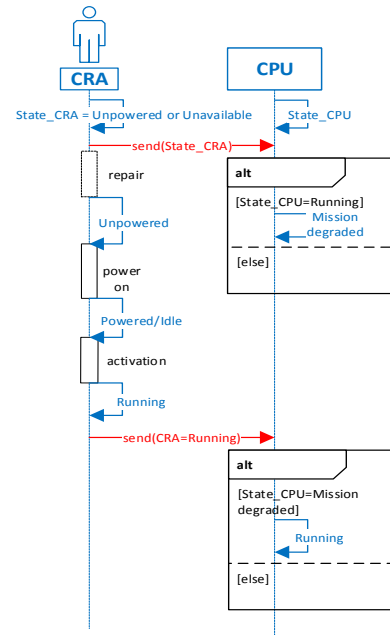 CRA
CPU
State_CRA = Unpowered or Unavailable
State_CPU
send(State_CRA)
alt
repair
[State_CPU=Running]
Mission
degraded
Unpowered
[else]
power
on
Powered/Idle
activation
Running
send(CRA=Running)
alt
[State_CPU=Mission
degraded]
Running
[else]